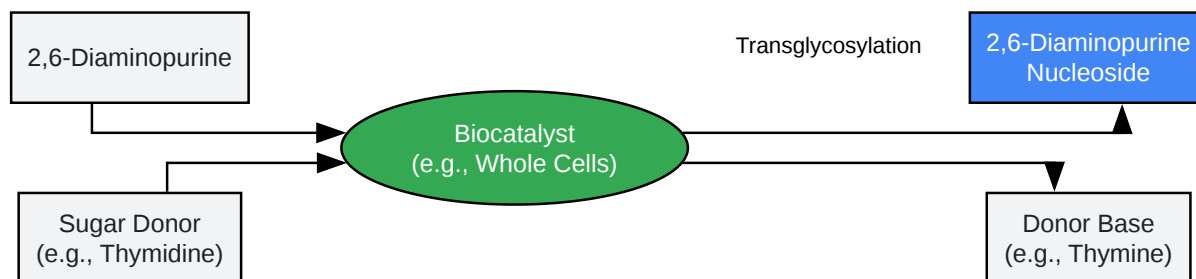 2,6-Diaminopurine
Transglycosylation
2,6-Diaminopurine
Nucleoside
Biocatalyst
(e.g., Whole Cells)
Sugar Donor
(e.g., Thymidine)
Donor Base
(e.g., Thymine)